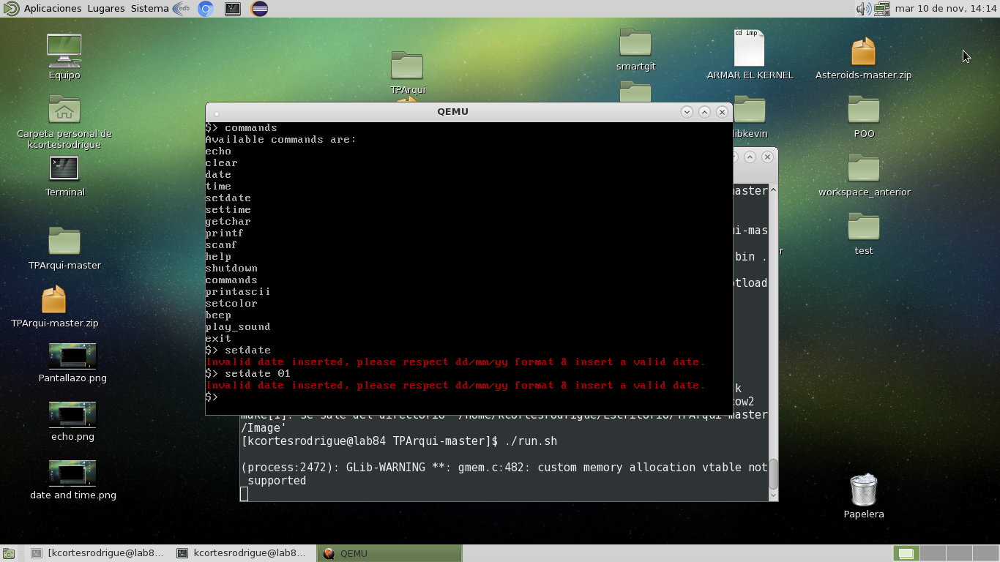 Aplicaciones Lugares Sistema edb
mar 10 de nov, 14:14
Equipo
Carpeta personal de
kcortesrodrigue
Terminal
TPArqui-master
TPArqui-master.zip
Pantallazo.png
echo.png
date and time.png
TPArqui
smartgit
cd imp
ARMAR EL KERNEL
Asteroids-master.zip
libkevin
POO
workspace_anterior
test
r
Papelera
QEMU
$> commands
Available commands are:
echo
clear
date
time
setdate
settime
getchar
printf
scanf
help
shutdown
commands
printascii
setcolor
beep
play_sound
exit
$> setdate
Invalid date inserted, please respect dd/mm/yy format & insert a valid date.
$> setdate 01
Invalid date inserted, please respect dd/mm/yy format & insert a valid date.
$>
master
ui-mas
bin .
otload
k
cow2
make[1]: se sale del directorio «/home/kcortesrodrigue/Escritorio/TPArqui-master
/Image'
[kcortesrodrigue@lab84 TPArqui-master]$ ./run.sh
(process:2472): GLib-WARNING **: gmem.c:482: custom memory allocation vtable not
supported
[kcortesrodrigue@lab8...
kcortesrodrigue@lab8...
QEMU